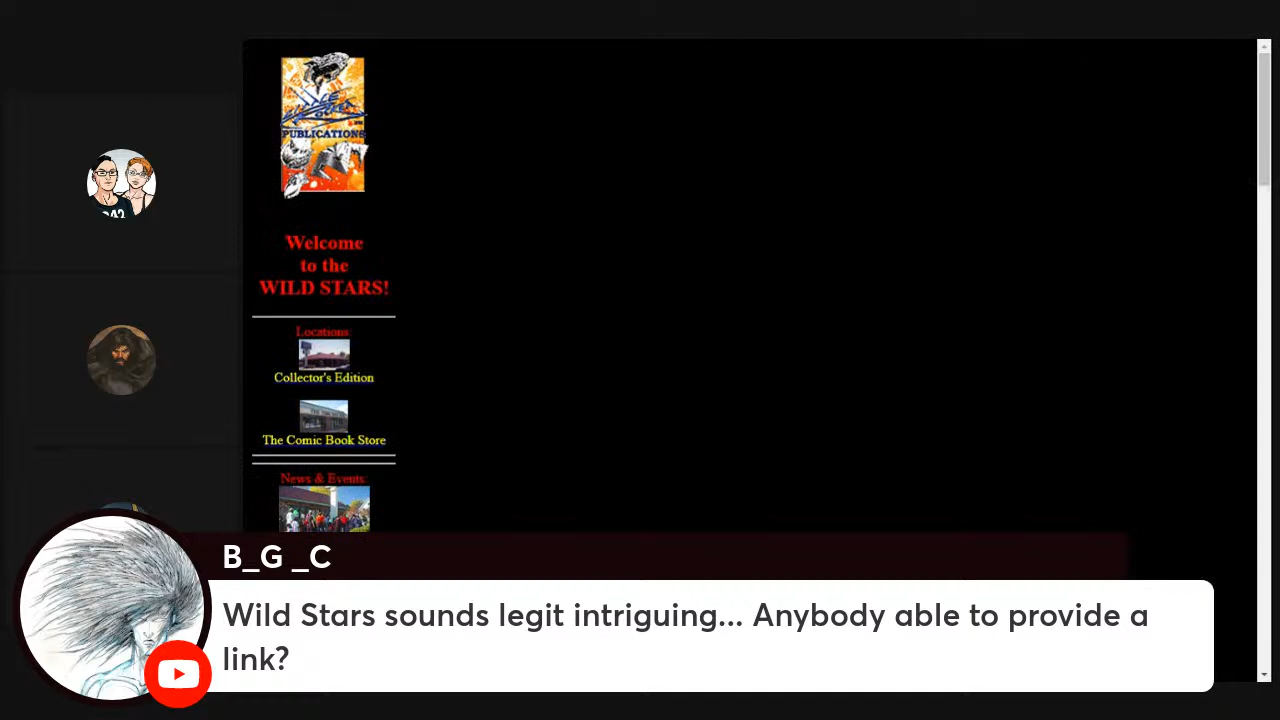 PUBLICATIONS
Welcome
to the
WILD STARS!
Locations
Collector's Edition
The Comic Book Store
News & Events
B_G _C
Wild Stars sounds legit intriguing... Anybody able to provide a
link?